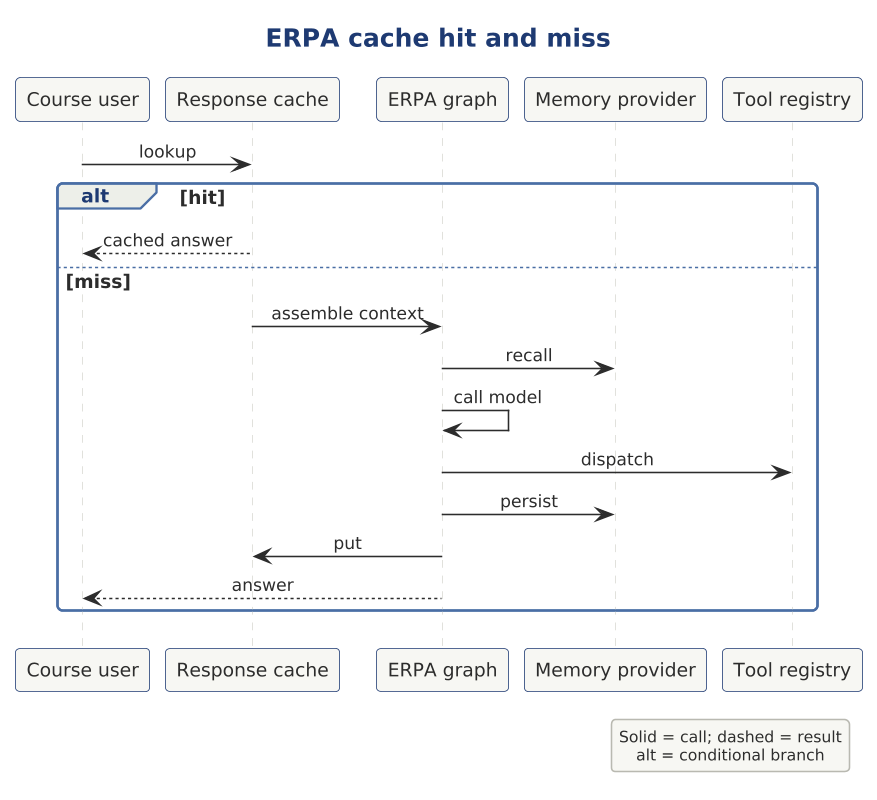 ERPA cache hit and miss
Course user
Response cache
ERPA graph
Memory provider
Tool registry
lookup
alt
[hit]
cached answer
[miss]
assemble context
recall
call model
dispatch
persist
put
answer
Course user
Response cache
ERPA graph
Memory provider
Tool registry
Solid = call; dashed = result
alt = conditional branch